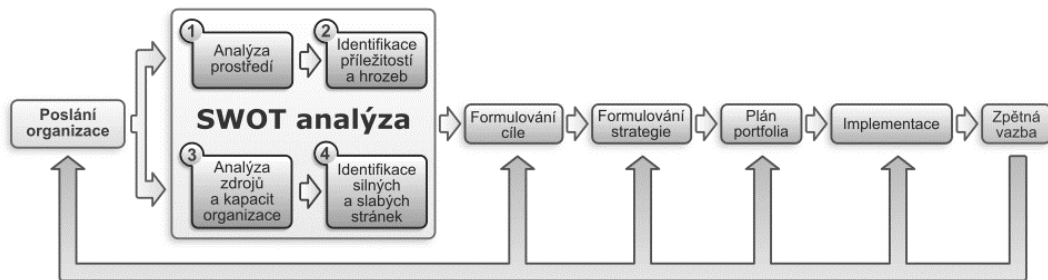 Poslání
organizace
1
Analýza
prostředí
2
Identifikace
příležitostí
a hrozeb
SWOT analýza
3
Analýza
zdrojů
a kapacit
organizace
4
Identifikace
silných
a slabých
stránek
Formulování
cíle
Formulování
strategie
Plán
portfolia
Implementace
Zpětná
vazba